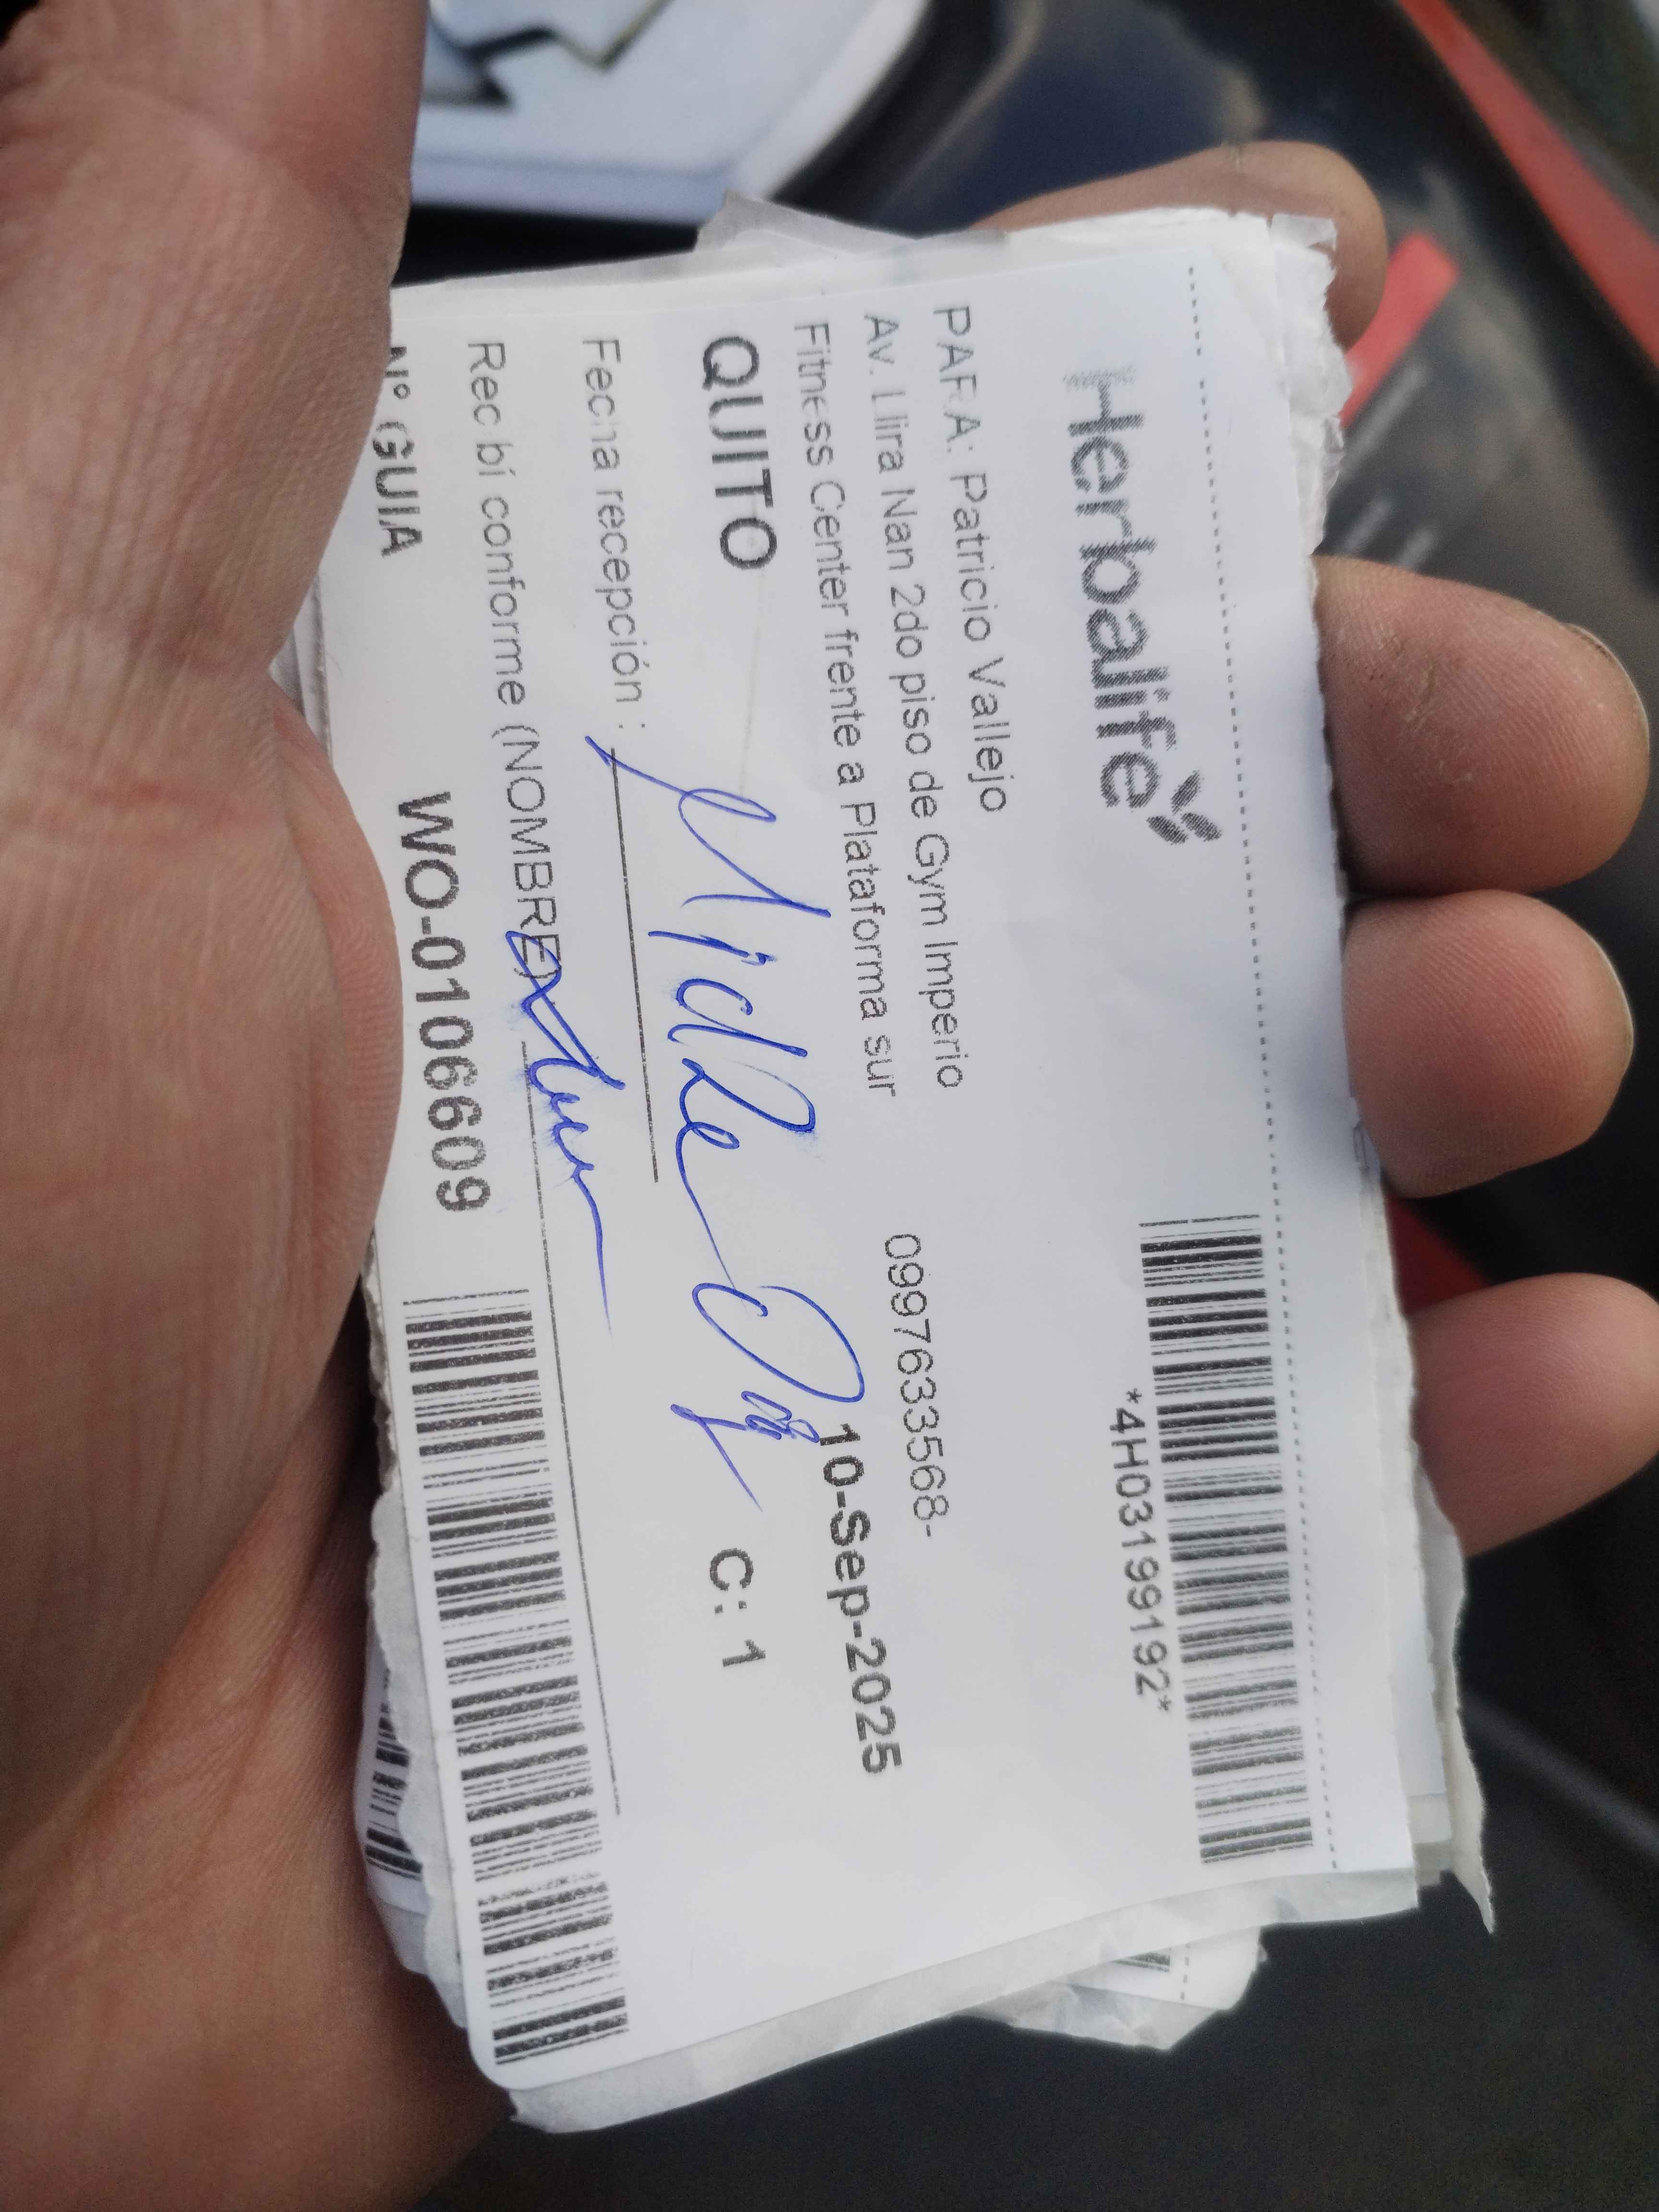 Herbalife
*4H03199192*
PARA: Patricio Vallejo
Av. Llira Nan 2do piso de Gym Imperio
Fitness Center frente a Plataforma sur
0997633568-
10-Sep-2025
QUITO
C: 1
Fecha recepción :
Recibí conforme (NOMBRE)
N° GUIA WO-0106609